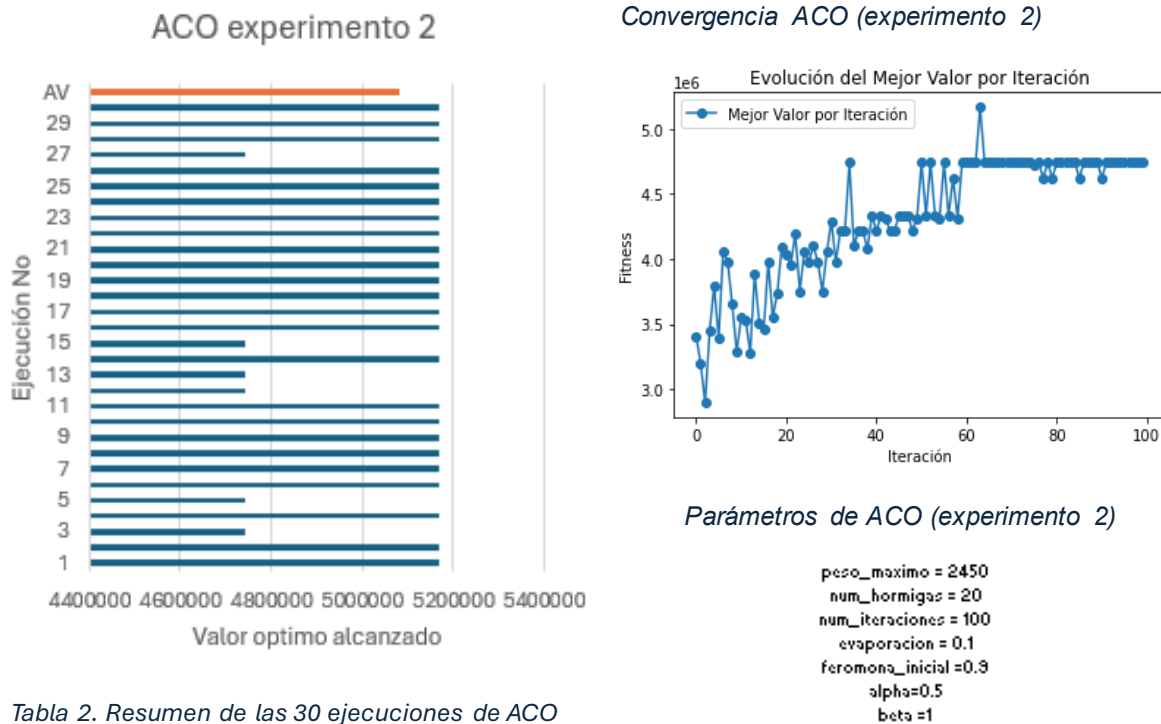 ACO experimento 2
AV
29
27
25
23
21
19
17
15
13
11
9
7
5
3
1
Ejecución No
4400000 4600000 4800000 5000000 5200000 5400000
Valor optimo alcanzado
Tabla 2. Resumen de las 30 ejecuciones de ACO
Convergencia ACO (experimento 2)
Evolución del Mejor Valor por Iteración
1e6
Mejor Valor por Iteración
5.0
4.5
4.0
3.5
3.0
Fitness
0 20 40 60 80 100
Iteración
Parámetros de ACO (experimento 2)
peso_maximo = 2450
num_hormigas = 20
num_iteraciones = 100
evaporacion = 0.1
feromona_inicial =0.9
alpha=0.5
beta =1